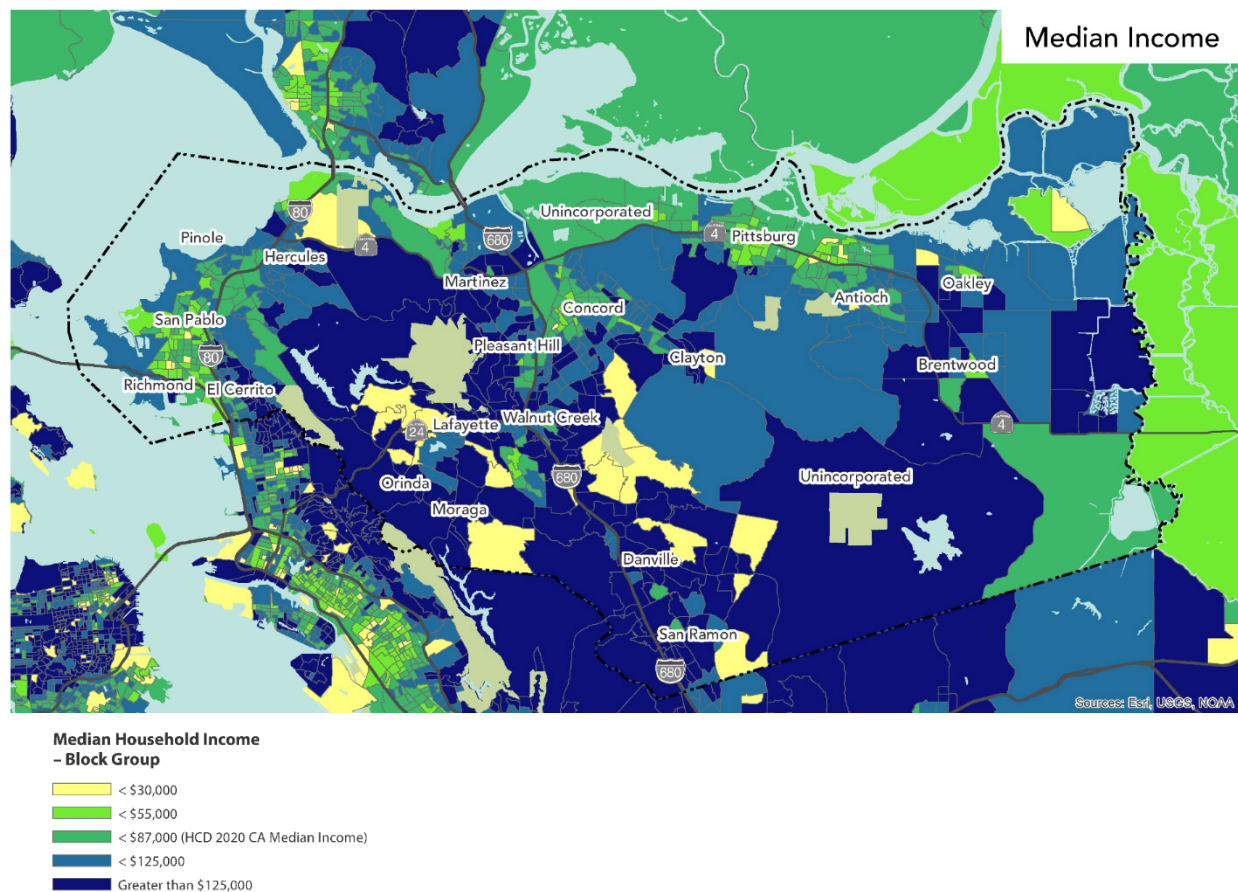 Median Income
80
Unincorporated
680
4
Pittsburg
Pinole
Hercules
4
Martinez
Oakley
Antioch
Concord
San Pablo
80
Pleasant Hill
Clayton
Brentwood
Richmond
El Cerrito
Lafayette
Walnut Creek
24
4
Orinda
680
Unincorporated
Moraga
Danville
San Ramon
680
Sources: Esri, USGS, NOAA
Median Household Income
– Block Group
< $30,000
< $55,000
< $87,000 (HCD 2020 CA Median Income)
< $125,000
Greater than $125,000